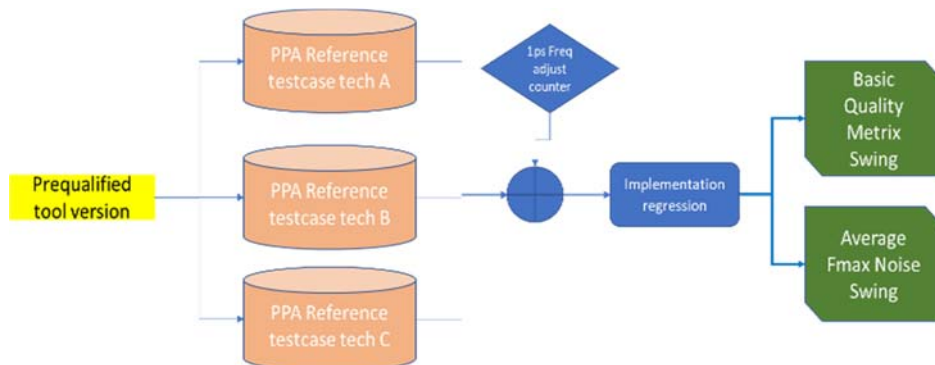 Prequalified
tool version
PPA Reference
testcase tech A
PPA Reference
testcase tech B
PPA Reference
testcase tech C
1ps Freq
adjust
counter
Implementation
regression
Basic
Quality
Metrix
Swing
Average
Fmax Noise
Swing